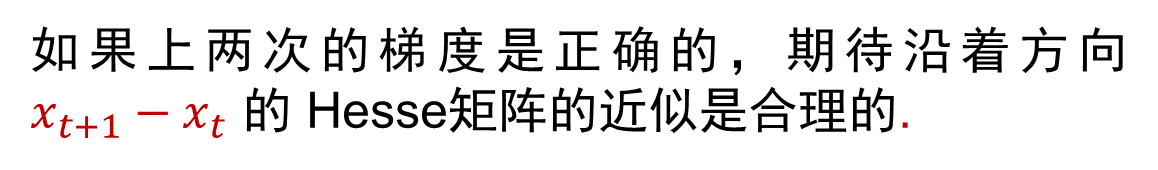 如果上两次的梯度是正确的，期待沿着方向
$x_{t+1} - x_t$ 的 Hesse矩阵的近似是合理的.